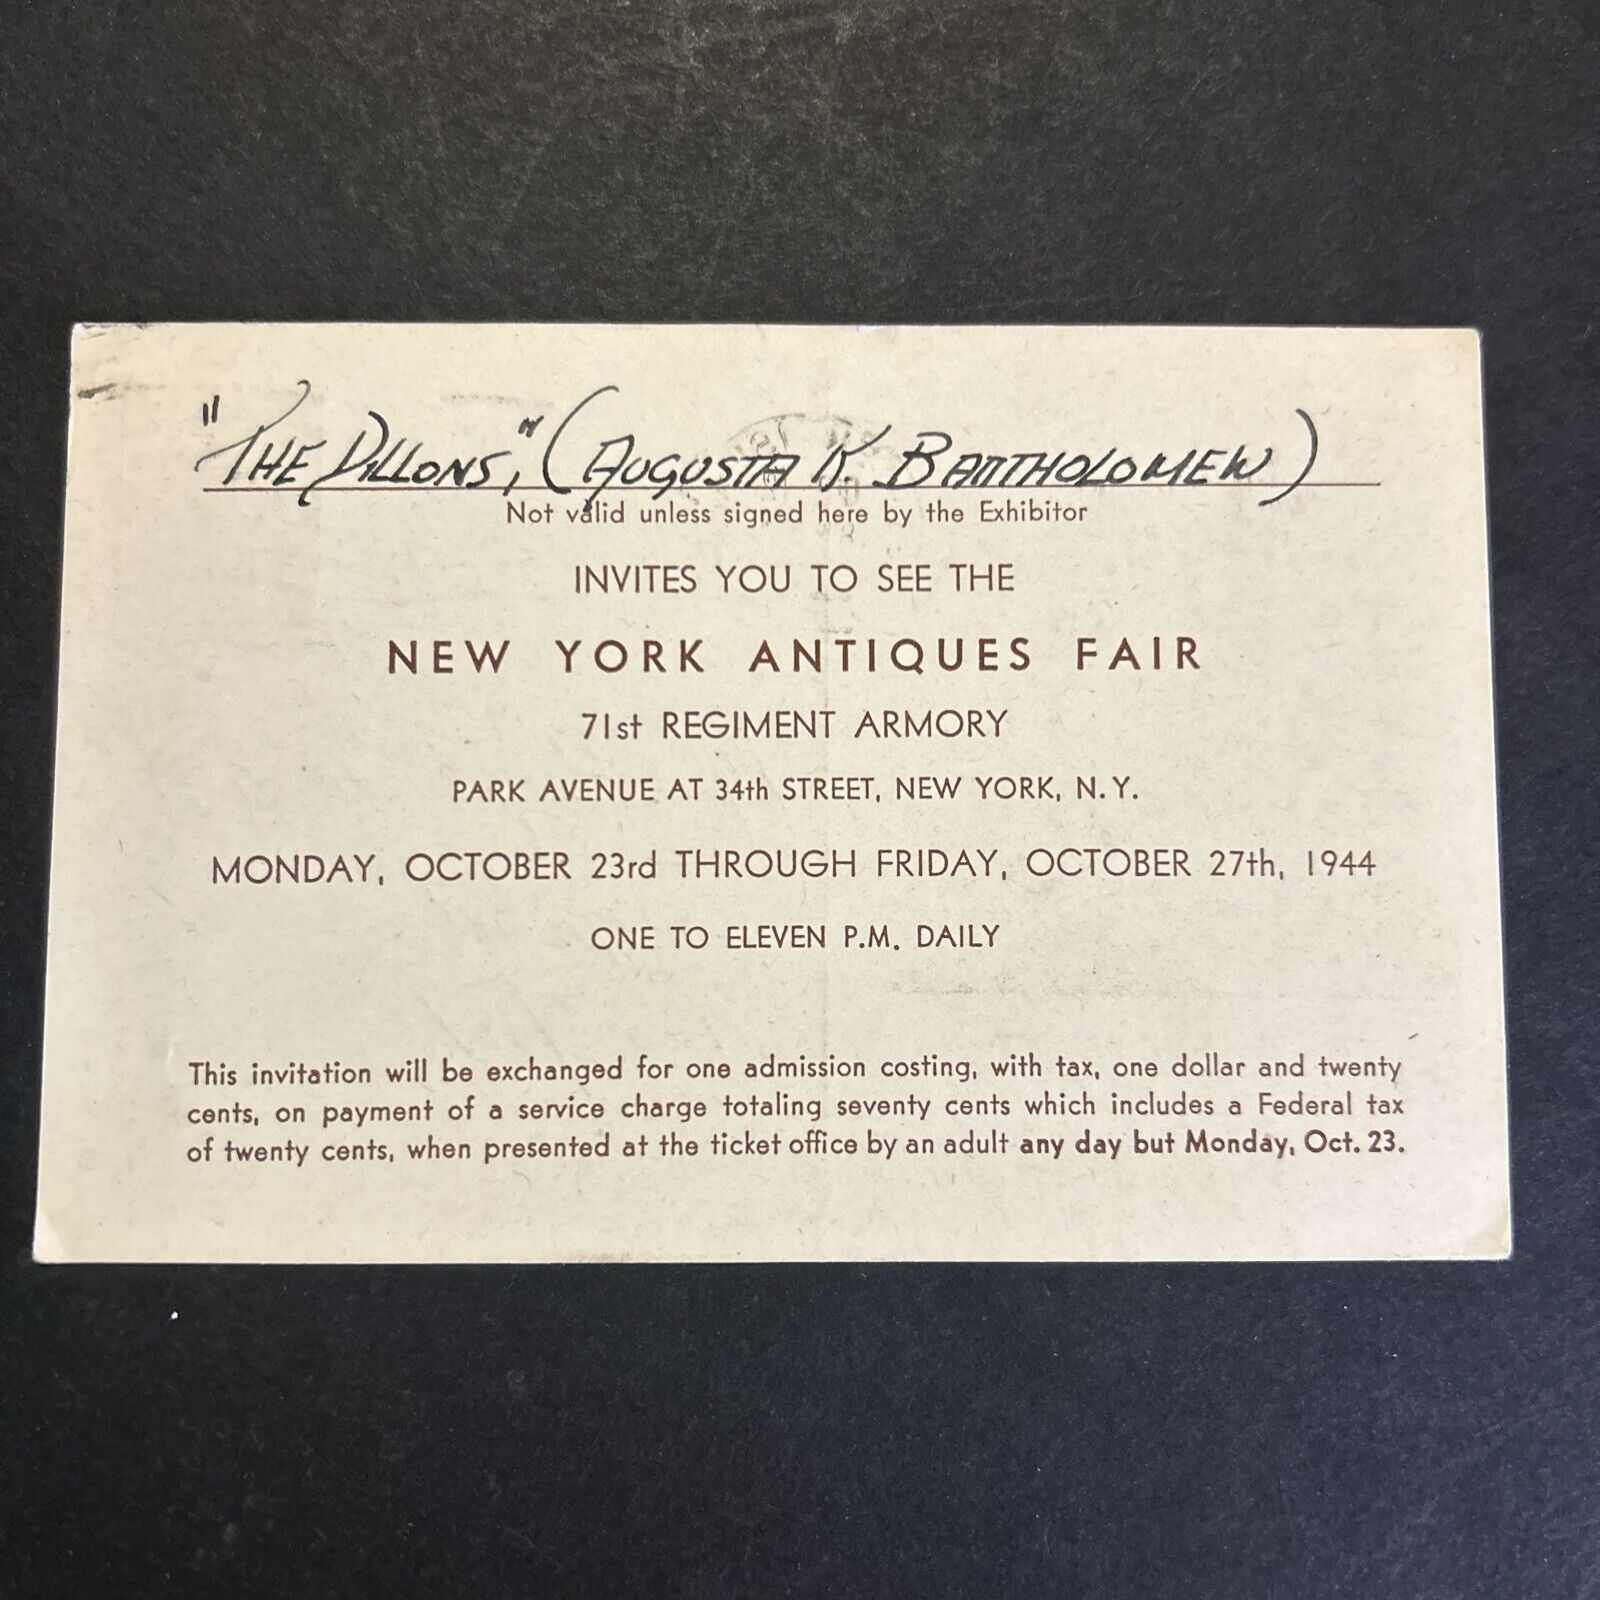 "THE DILLONS," (AUGUSTA K. BARTHOLOMEW)
Not valid unless signed here by the Exhibitor
INVITES YOU TO SEE THE
NEW YORK ANTIQUES FAIR
71st REGIMENT ARMORY
PARK AVENUE AT 34th STREET, NEW YORK, N.Y.
MONDAY, OCTOBER 23rd THROUGH FRIDAY, OCTOBER 27th, 1944
ONE TO ELEVEN P.M. DAILY
This invitation will be exchanged for one admission costing, with tax, one dollar and twenty
cents, on payment of a service charge totaling seventy cents which includes a Federal tax
of twenty cents, when presented at the ticket office by an adult any day but Monday, Oct. 23.